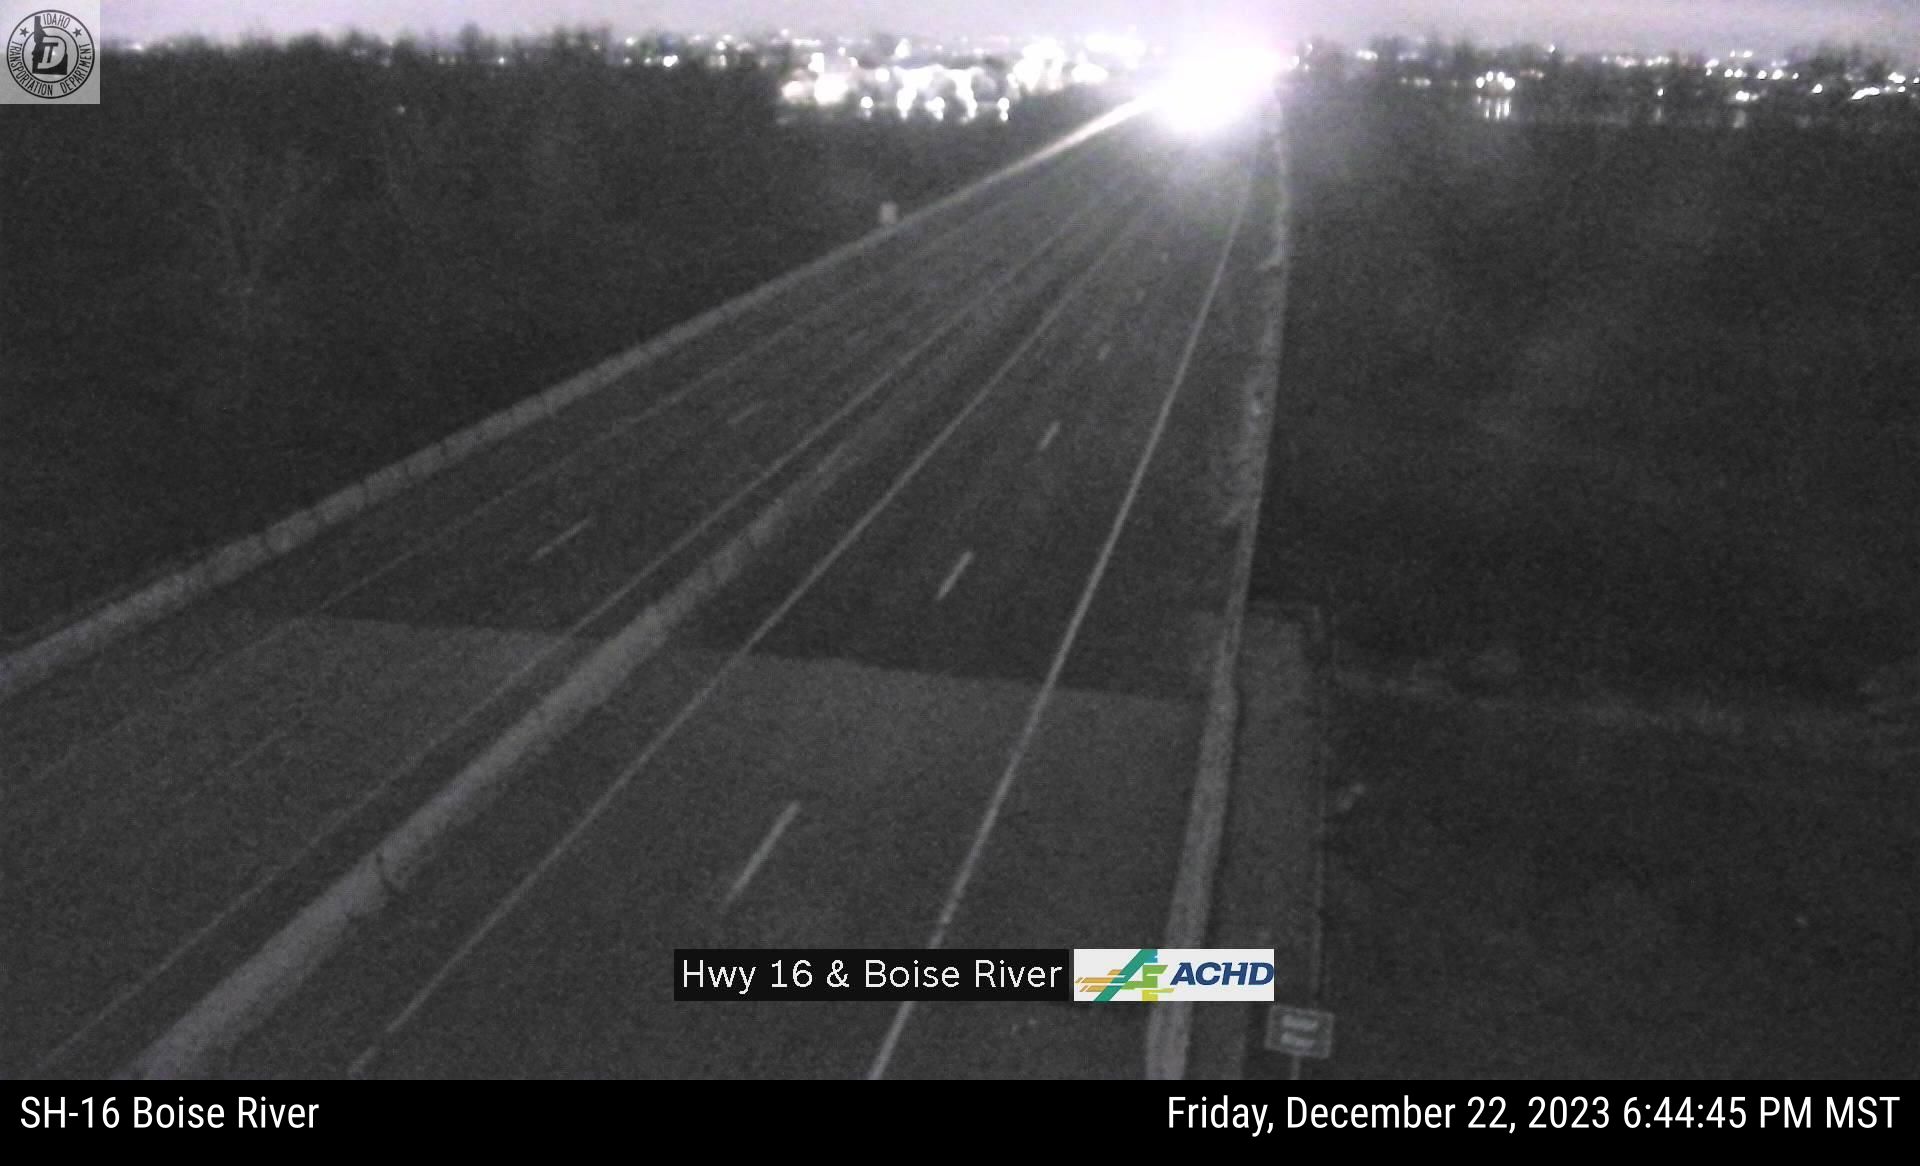 IDAHO
TRANSPORTATION DEPARTMENT
Hwy 16 & Boise River
ACHD
SH-16 Boise River
Friday, December 22, 2023 6:44:45 PM MST